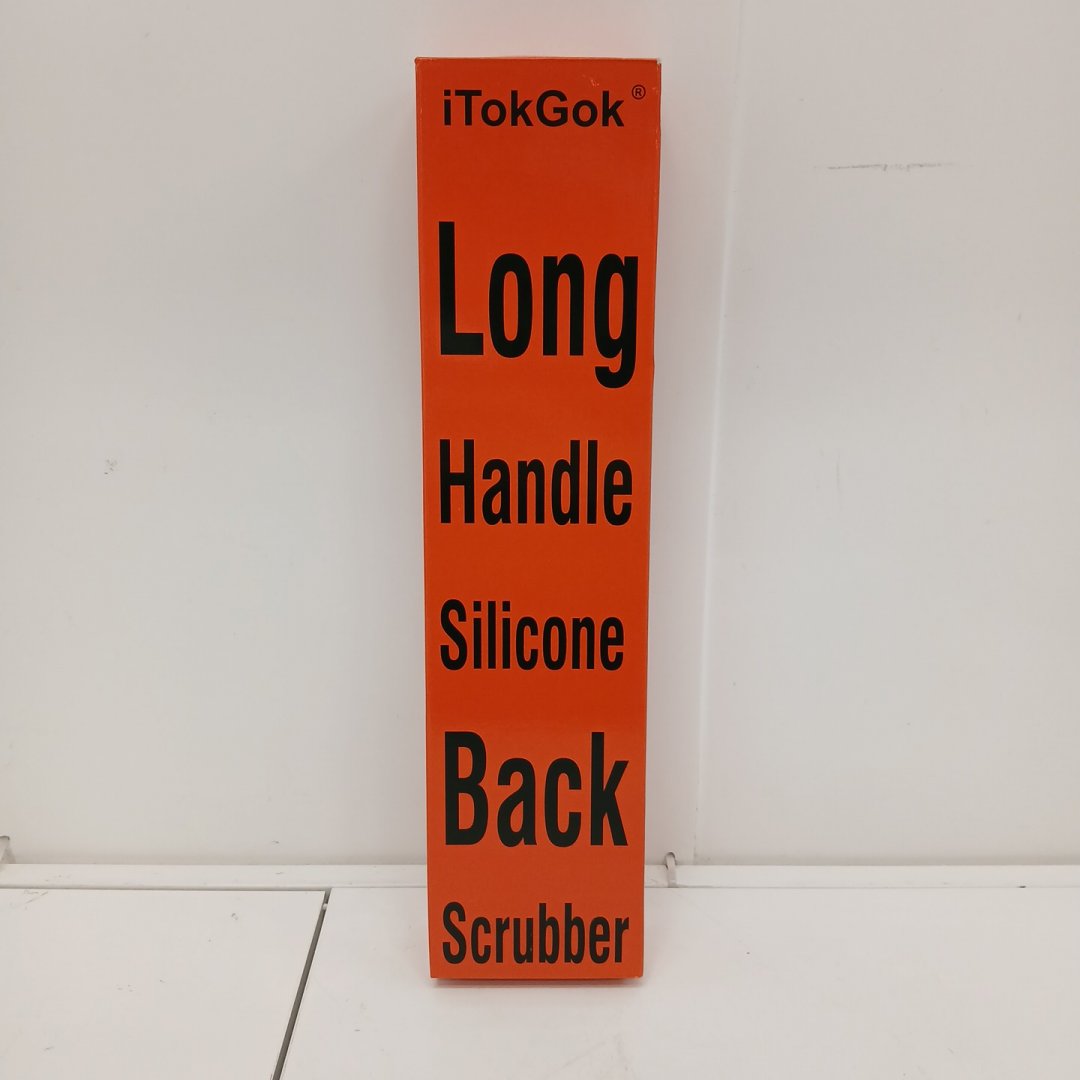 iTokGok®
Long
Handle
Silicone
Back
Scrubber